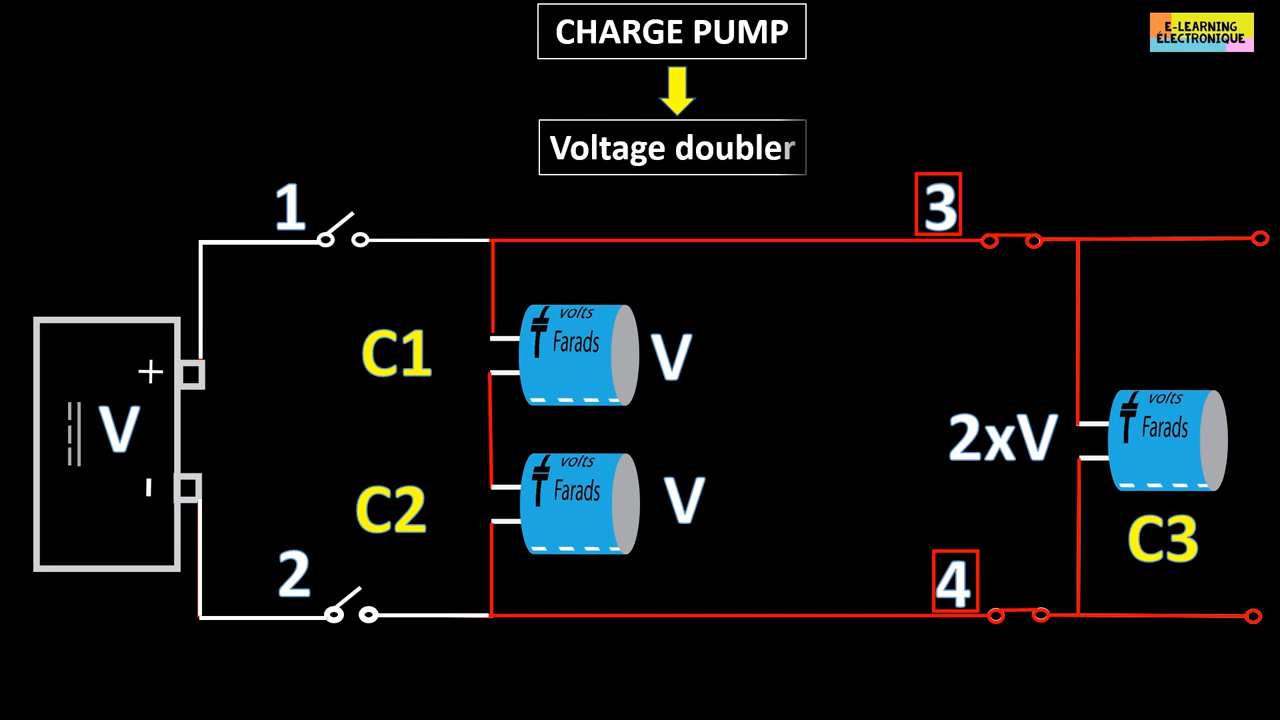 CHARGE PUMP
E-LEARNING
ÉLECTRONIQUE
Voltage doubler
1
3
volts
Farads
C1
V
+
V
volts
Farads
2xV
volts
Farads
C2
V
-
C3
2
4